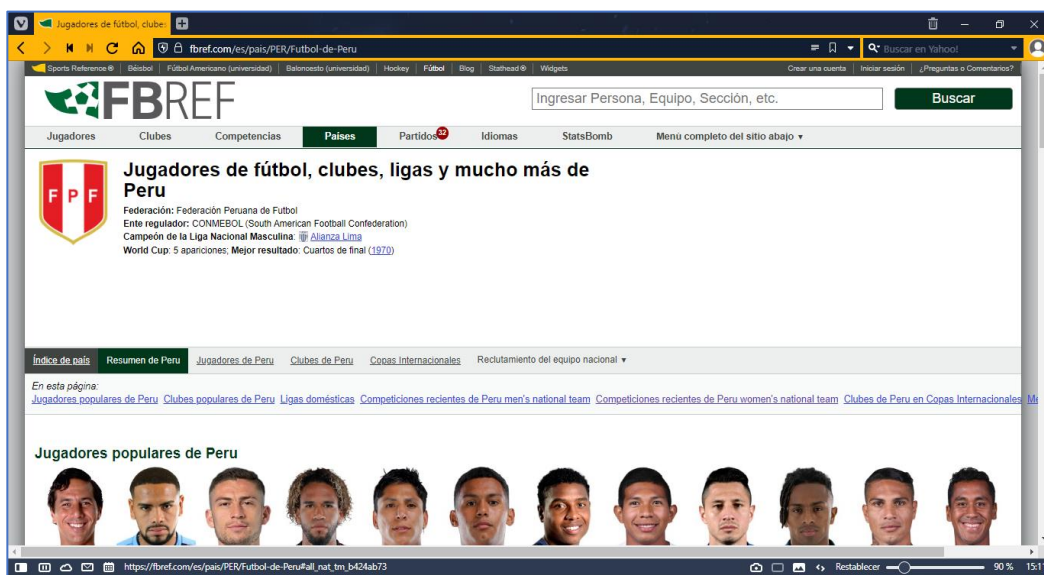 Jugadores de fútbol, clubes
fbref.com/es/pais/PER/Futbol-de-Peru
Buscar en Yahoo!
Sports Reference ® Béisbol Fútbol Americano (universidad) Baloncesto (universidad) Hockey Fútbol Blog Stathead ® Widgets Crear una cuenta Iniciar sesión ¿Preguntas o Comentarios?
FBREF
Ingresar Persona, Equipo, Sección, etc. Buscar
Jugadores Clubes Competencias Países Partidos 32 Idiomas StatsBomb Menú completo del sitio abajo ▼
FPF
Jugadores de fútbol, clubes, ligas y mucho más de
Peru
Federación: Federación Peruana de Futbol
Ente regulador: CONMEBOL (South American Football Confederation)
Campeón de la Liga Nacional Masculina: Alianza Lima
World Cup: 5 apariciones; Mejor resultado: Cuartos de final (1970)
Índice de país Resumen de Peru Jugadores de Peru Clubes de Peru Copas Internacionales Reclutamiento del equipo nacional ▼
En esta página:
Jugadores populares de Peru Clubes populares de Peru Ligas domésticas Competiciones recientes de Peru men's national team Competiciones recientes de Peru women's national team Clubes de Peru en Copas Internacionales Me
Jugadores populares de Peru
https://fbref.com/es/pais/PER/Futbol-de-Peru#all_nat_tm_b424ab73 Restablecer 90 % 15:1